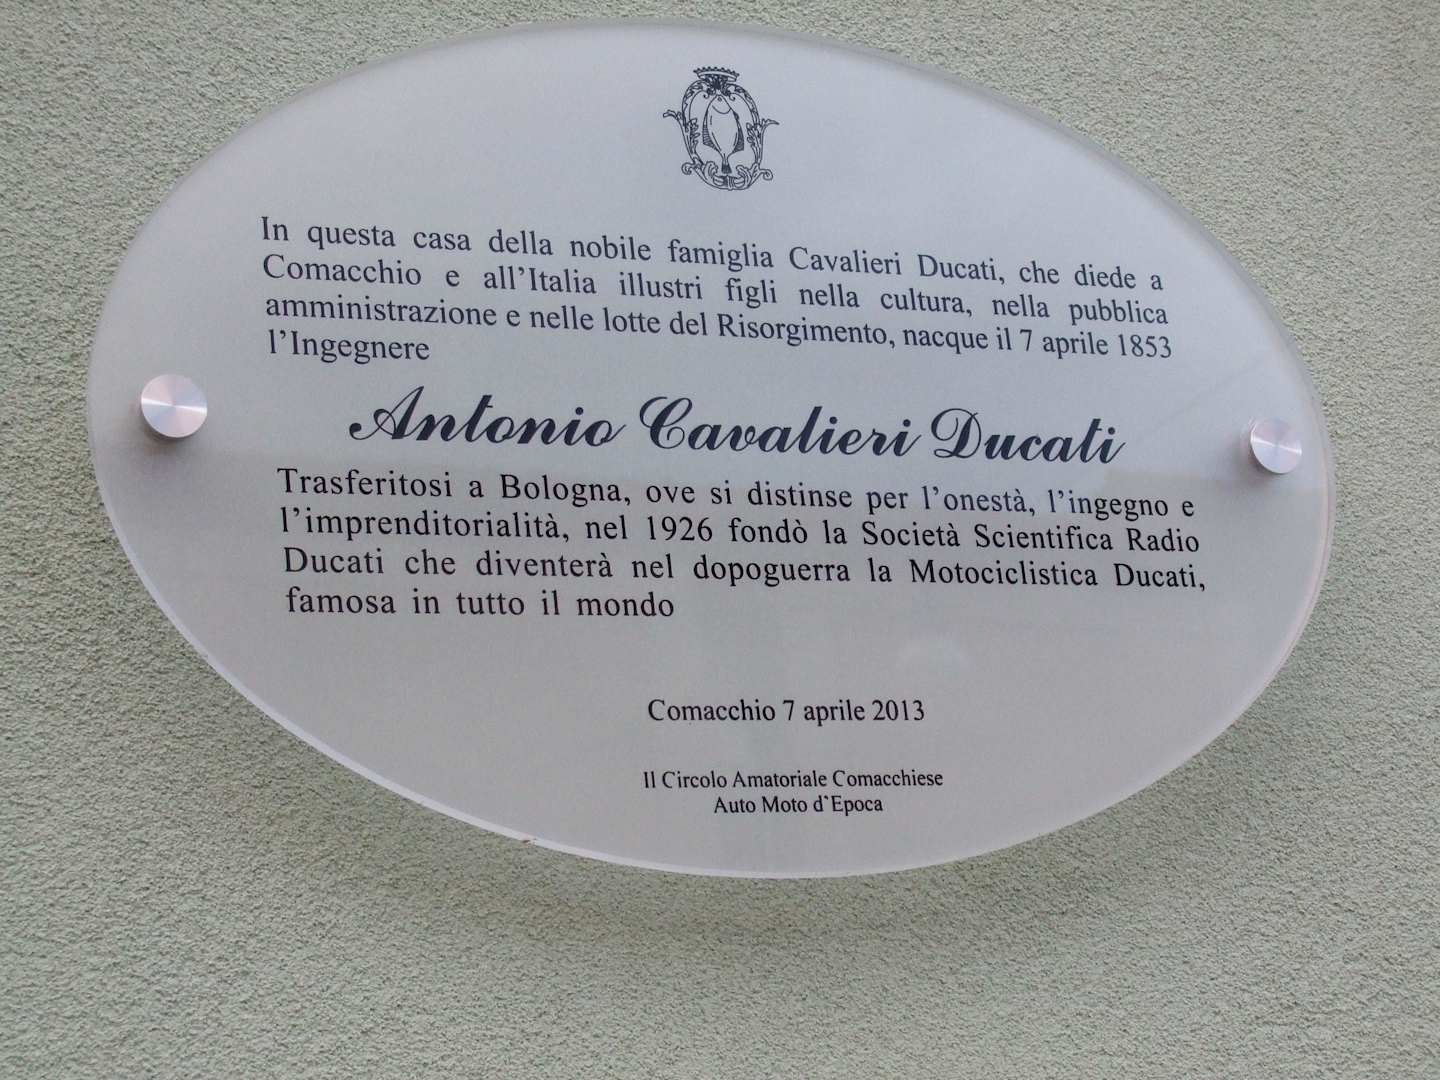 In questa casa della nobile famiglia Cavalieri Ducati, che diede a
Comacchio e all'Italia illustri figli nella cultura, nella pubblica
amministrazione e nelle lotte del Risorgimento, nacque il 7 aprile 1853
l'Ingegnere
Antonio Cavalieri Ducati
Trasferitosi a Bologna, ove si distinse per l'onestà, l'ingegno e
l'imprenditorialità, nel 1926 fondò la Società Scientifica Radio
Ducati che diventerà nel dopoguerra la Motociclistica Ducati,
famosa in tutto il mondo
Comacchio 7 aprile 2013
Il Circolo Amatoriale Comacchiese
Auto Moto d`Epoca